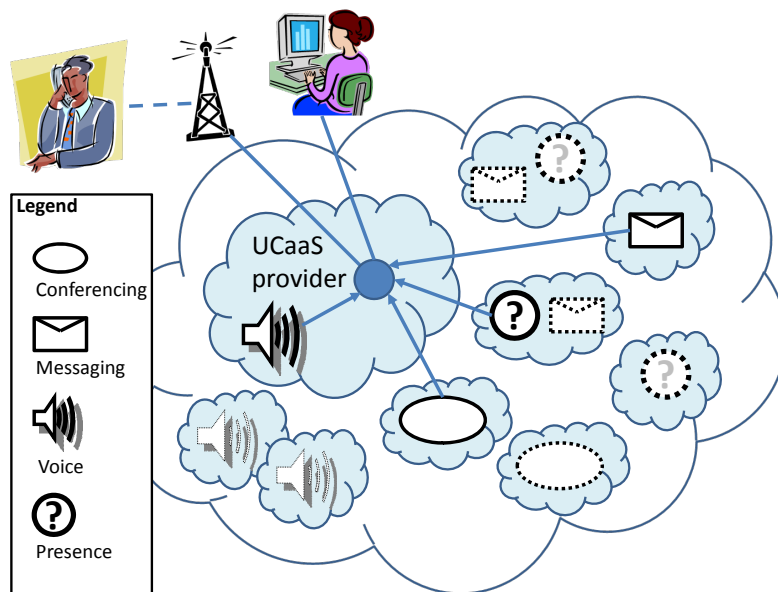 UCaaS
provider
Legend
Conferencing
Messaging
Voice
?
Presence
?
?
?